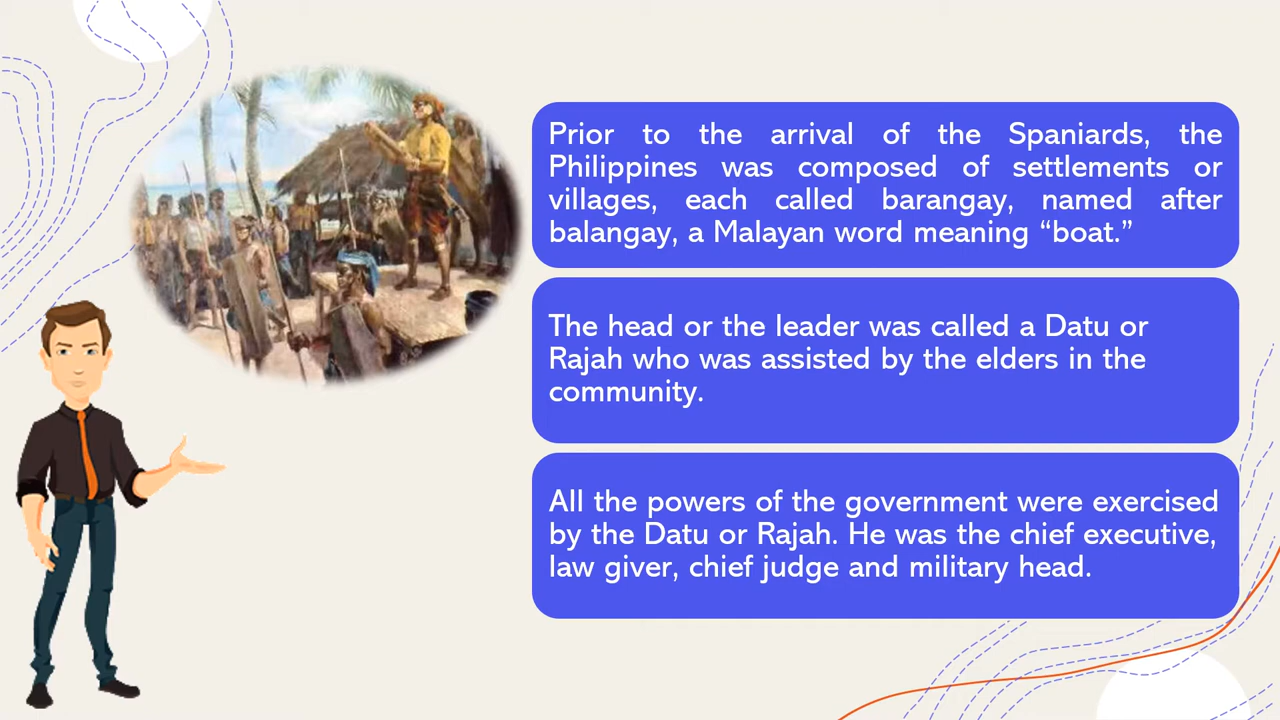 Prior to the arrival of the Spaniards, the
Philippines was composed of settlements or
villages, each called barangay, named after
balangay, a Malayan word meaning “boat.”
The head or the leader was called a Datu or
Rajah who was assisted by the elders in the
community.
All the powers of the government were exercised
by the Datu or Rajah. He was the chief executive,
law giver, chief judge and military head.